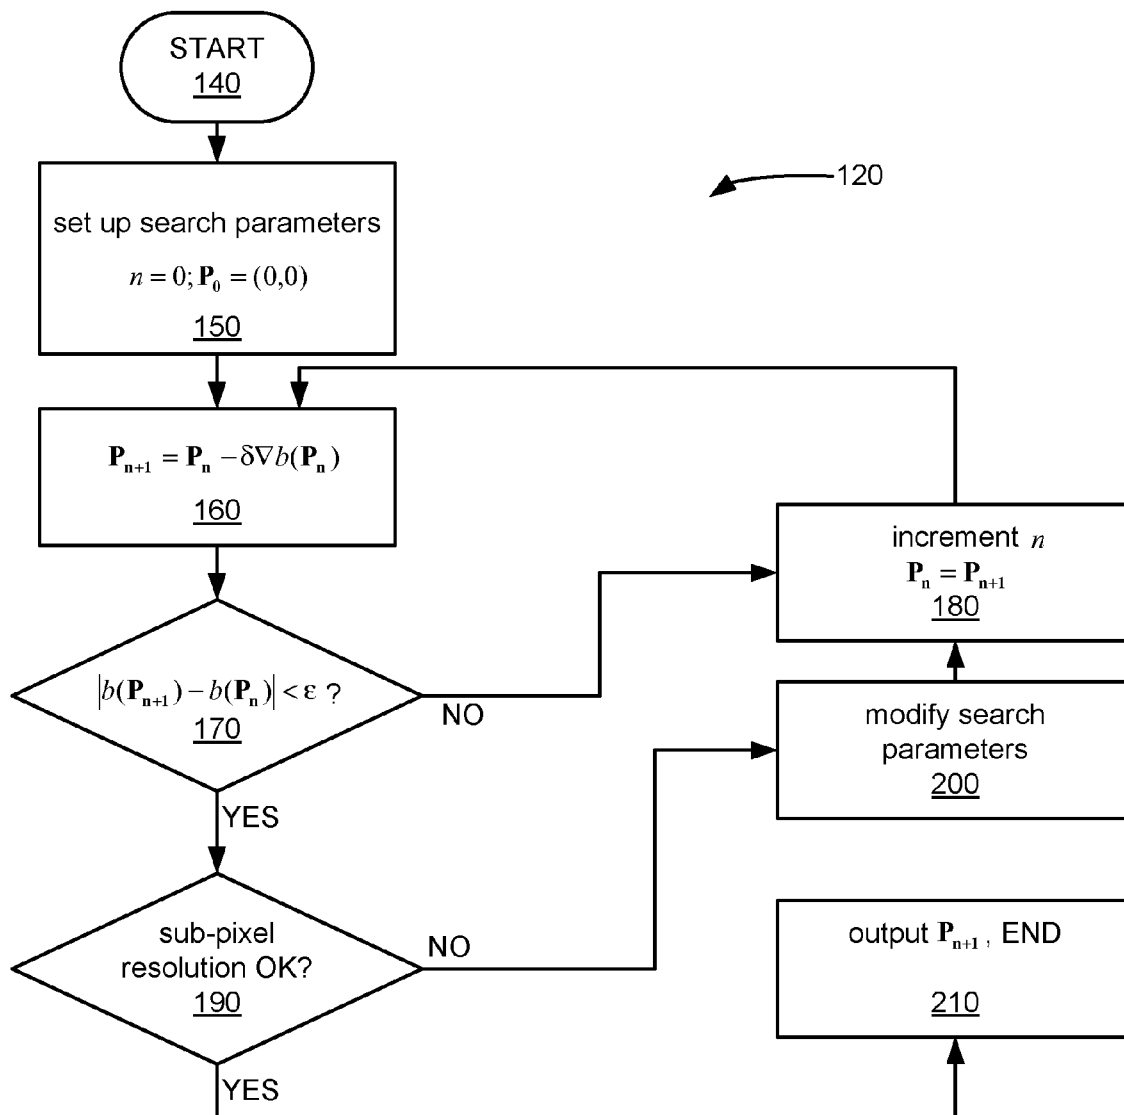 START
140
120
set up search parameters
n = 0; P₀ = (0,0)
150
Pₙ₊₁ = Pₙ − δ∇b(Pₙ)
160
increment n
Pₙ = Pₙ₊₁
180
|b(Pₙ₊₁) − b(Pₙ)| < ε ?
170
NO
YES
modify search
parameters
200
sub-pixel
resolution OK?
190
NO
YES
output Pₙ₊₁ , END
210